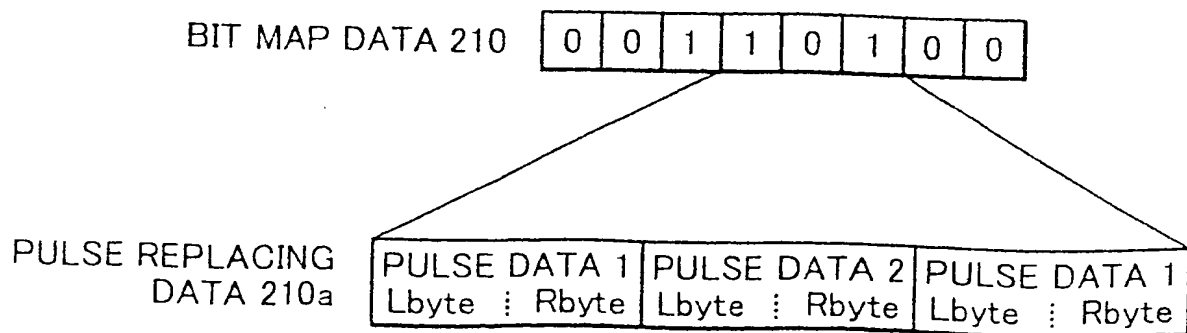 BIT MAP DATA 210 0 0 1 1 0 1 0 0
PULSE REPLACING
DATA 210a
PULSE DATA 1 PULSE DATA 2 PULSE DATA 1
Lbyte ⋮ Rbyte Lbyte ⋮ Rbyte Lbyte ⋮ Rbyte